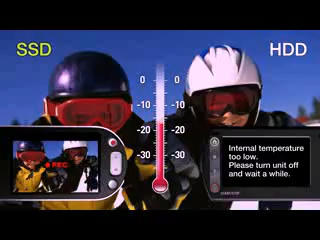 SSD
HDD
0 0
-10 -10
-20 -20
-30 -30
REC
Internal temperature
too low.
Please turn unit off
and wait a while.